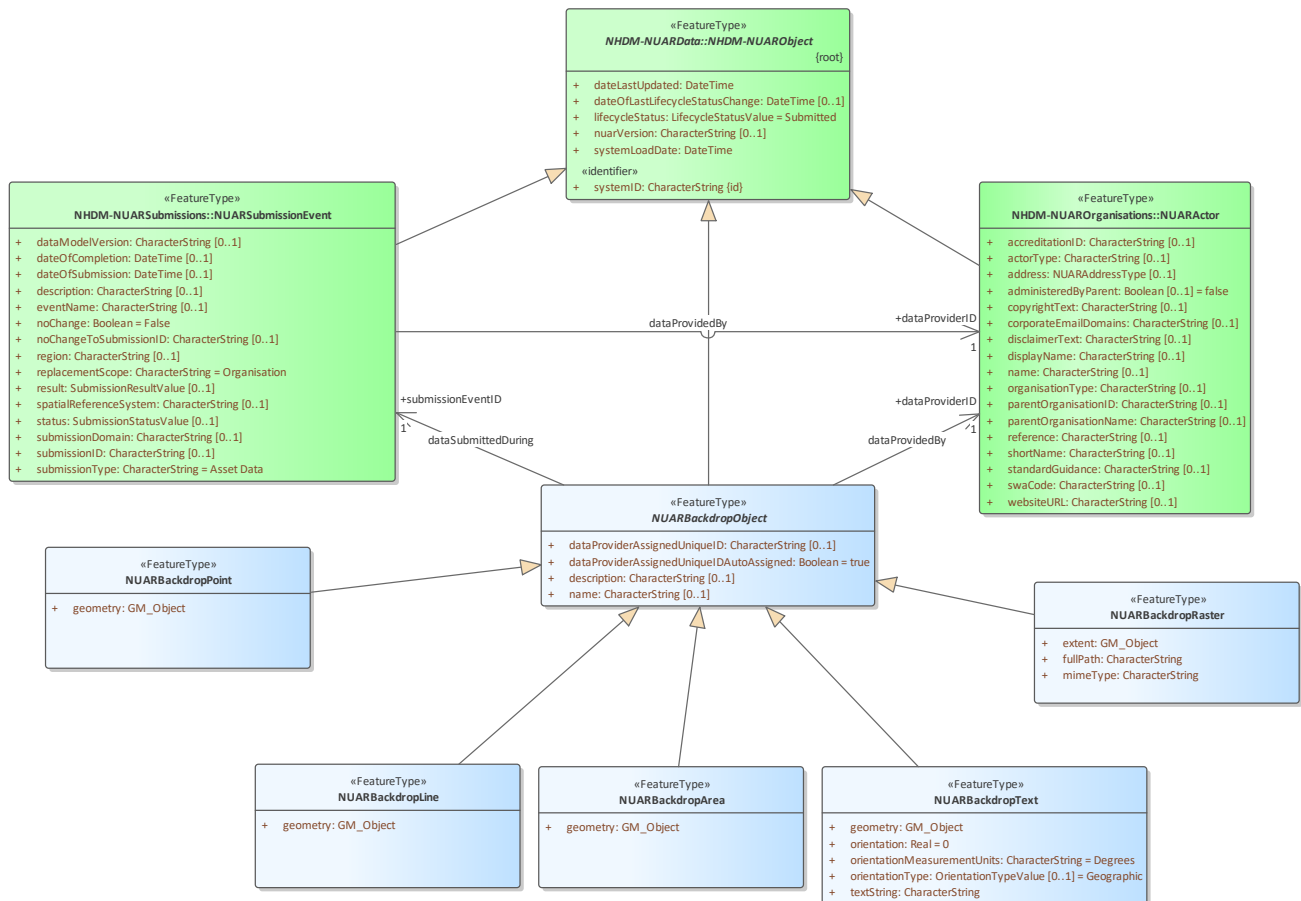 «FeatureType»
NHDM-NUARData::NHDM-NUARObject
{root}
+ dateLastUpdated: DateTime
+ dateOfLastLifecycleStatusChange: DateTime [0..1]
+ lifecycleStatus: LifecycleStatusValue = Submitted
+ nuarVersion: CharacterString [0..1]
+ systemLoadDate: DateTime
«identifier»
+ systemID: CharacterString {id}
«FeatureType»
NHDM-NUARSubmissions::NUARSubmissionEvent
+ dataModelVersion: CharacterString [0..1]
+ dateOfCompletion: DateTime [0..1]
+ dateOfSubmission: DateTime [0..1]
+ description: CharacterString [0..1]
+ eventName: CharacterString [0..1]
+ noChange: Boolean = False
+ noChangeToSubmissionID: CharacterString [0..1]
+ region: CharacterString [0..1]
+ replacementScope: CharacterString = Organisation
+ result: SubmissionResultValue [0..1]
+ spatialReferenceSystem: CharacterString [0..1]
+ status: SubmissionStatusValue [0..1]
+ submissionDomain: CharacterString [0..1]
+ submissionID: CharacterString [0..1]
+ submissionType: CharacterString = Asset Data
«FeatureType»
NHDM-NUAROrganisations::NUARActor
+ accreditationID: CharacterString [0..1]
+ actorType: CharacterString [0..1]
+ address: NUARAddressType [0..1]
+ administeredByParent: Boolean [0..1] = false
+ copyrightText: CharacterString [0..1]
+ corporateEmailDomains: CharacterString [0..1]
+ disclaimerText: CharacterString [0..1]
+ displayName: CharacterString [0..1]
+ name: CharacterString [0..1]
+ organisationType: CharacterString [0..1]
+ parentOrganisationID: CharacterString [0..1]
+ parentOrganisationName: CharacterString [0..1]
+ reference: CharacterString [0..1]
+ shortName: CharacterString [0..1]
+ standardGuidance: CharacterString [0..1]
+ swaCode: CharacterString [0..1]
+ websiteURL: CharacterString [0..1]
dataProvidedBy
+dataProviderID
1
+submissionEventID
1
dataSubmittedDuring
+dataProviderID
1
dataProvidedBy
«FeatureType»
NUARBackdropObject
+ dataProviderAssignedUniqueID: CharacterString [0..1]
+ dataProviderAssignedUniqueIDAutoAssigned: Boolean = true
+ description: CharacterString [0..1]
+ name: CharacterString [0..1]
«FeatureType»
NUARBackdropPoint
+ geometry: GM_Object
«FeatureType»
NUARBackdropRaster
+ extent: GM_Object
+ fullPath: CharacterString
+ mimeType: CharacterString
«FeatureType»
NUARBackdropLine
+ geometry: GM_Object
«FeatureType»
NUARBackdropArea
+ geometry: GM_Object
«FeatureType»
NUARBackdropText
+ geometry: GM_Object
+ orientation: Real = 0
+ orientationMeasurementUnits: CharacterString = Degrees
+ orientationType: OrientationTypeValue [0..1] = Geographic
+ textString: CharacterString